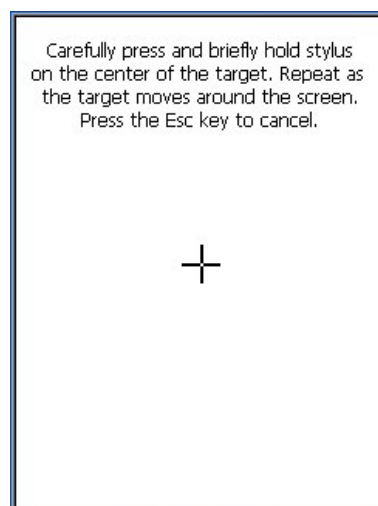 Carefully press and briefly hold stylus
on the center of the target. Repeat as
the target moves around the screen.
Press the Esc key to cancel.